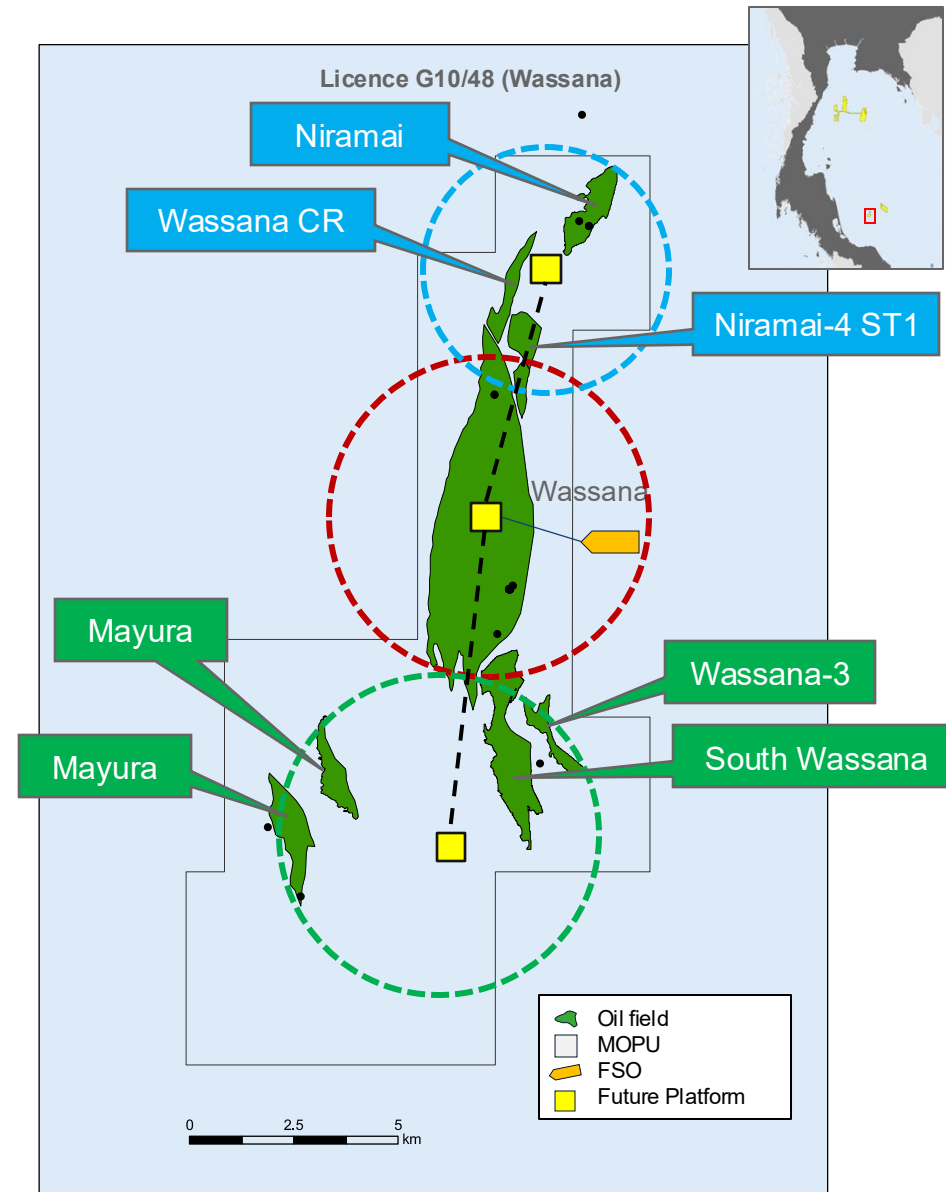 Licence G10/48 (Wassana)
Niramai
Wassana CR
Niramai-4 ST1
Wassana
Mayura
Wassana-3
Mayura
South Wassana
Oil field
MOPU
FSO
Future Platform
0 2.5 5
km